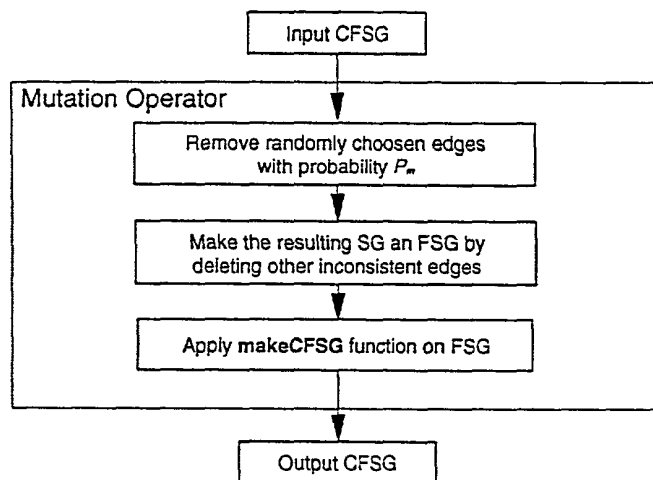 Input CFSG
Mutation Operator
Remove randomly choosen edges
with probability Pm
Make the resulting SG an FSG by
deleting other inconsistent edges
Apply makeCFSG function on FSG
Output CFSG